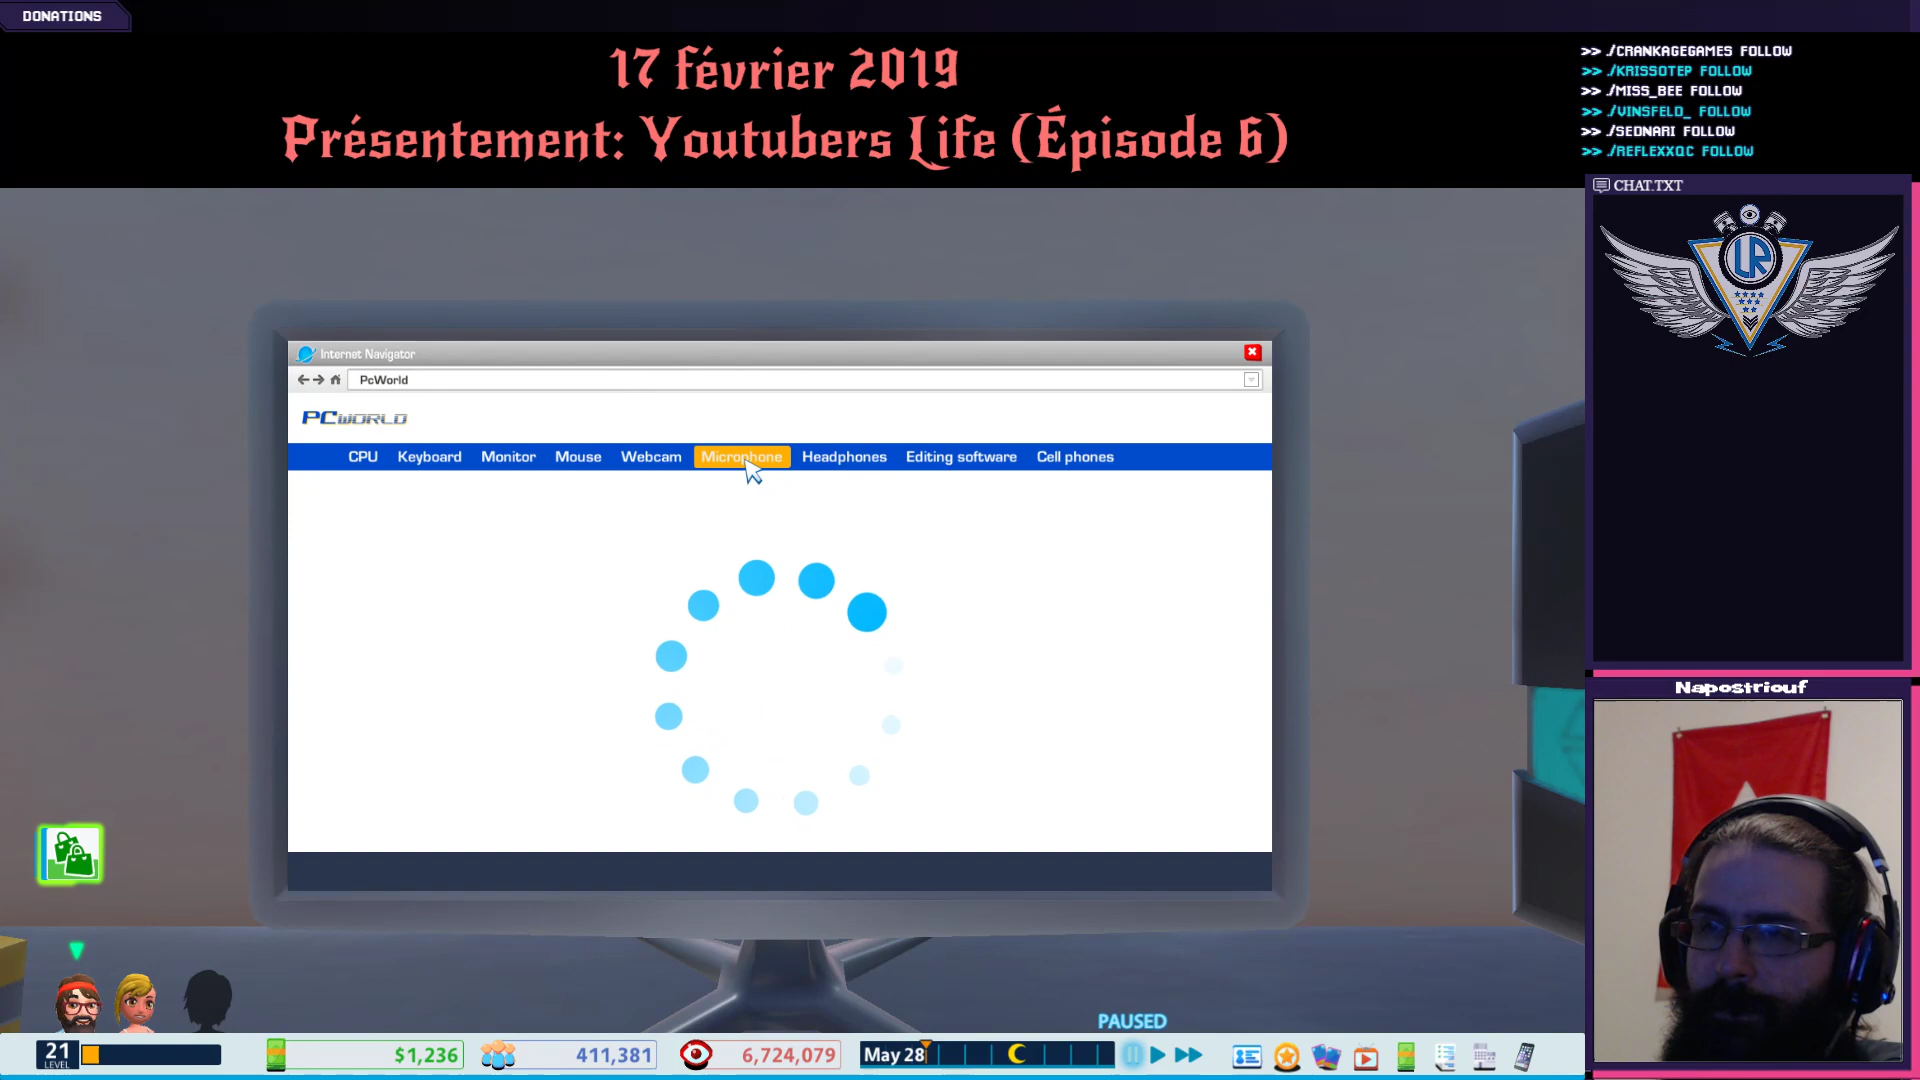 DONATIONS
17 février 2019
Présentement: Youtubers Life (Épisode 6)
>> ./CRANKAGEGAMES FOLLOW
>> ./KRISSOTEP FOLLOW
>> ./MISS_BEE FOLLOW
>> ./VINSFELD_ FOLLOW
>> ./SEDNARI FOLLOW
>> ./REFLEXXQC FOLLOW
CHAT.TXT
LR
Internet Navigator
PcWorld
PCWORLD
CPU Keyboard Monitor Mouse Webcam Microphone Headphones Editing software Cell phones
Napostriouf
PAUSED
21
LEVEL
$1,236
411,381
6,724,079
May 28